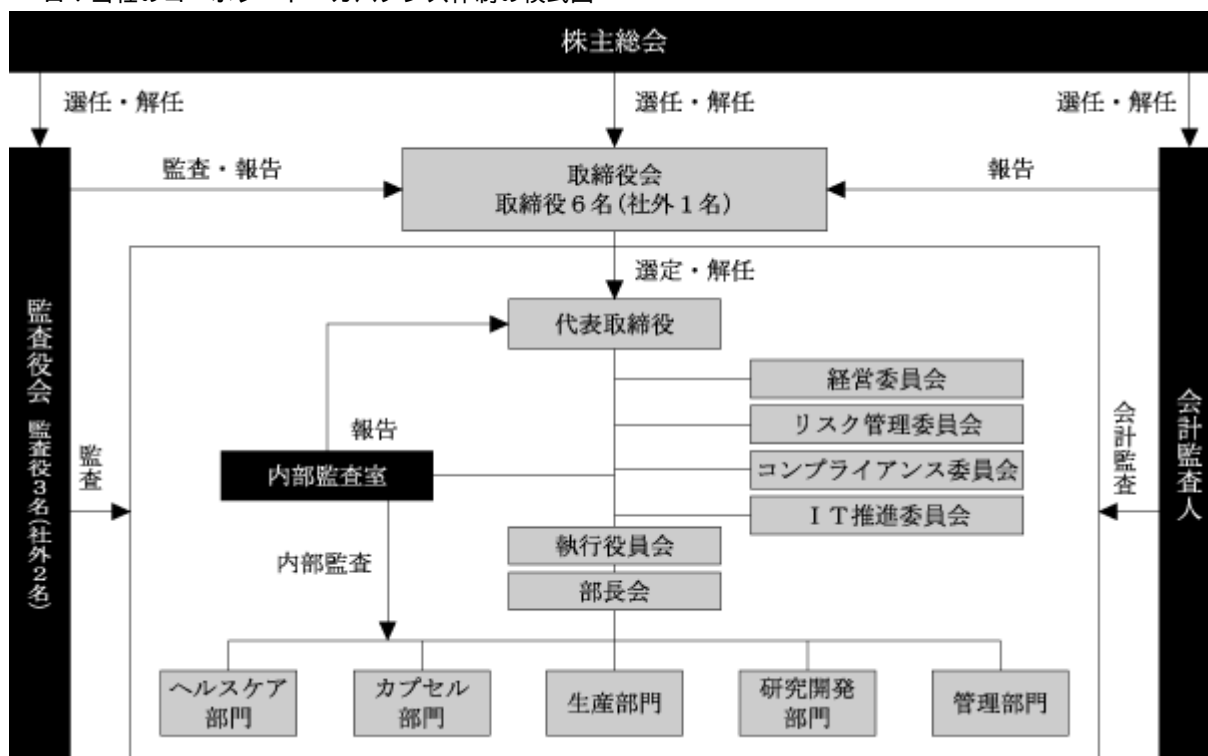 株主総会
選任・解任
選任・解任
選任・解任
監査・報告
取締役会
取締役6名(社外1名)
報告
選定・解任
代表取締役
監査役会 監査役3名(社外2名)
監査
報告
内部監査室
内部監査
経営委員会
リスク管理委員会
コンプライアンス委員会
IT推進委員会
会計監査
会計監査人
執行役員会
部長会
ヘルスケア
部門
カプセル
部門
生産部門
研究開発
部門
管理部門